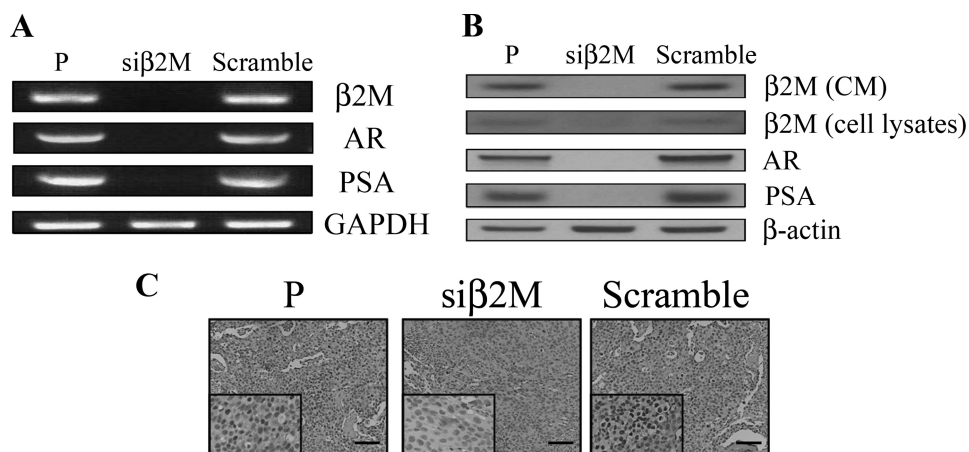 A
P siβ2M Scramble
β2M
AR
PSA
GAPDH
B
P siβ2M Scramble
β2M (CM)
β2M (cell lysates)
AR
PSA
β-actin
C
P siβ2M Scramble